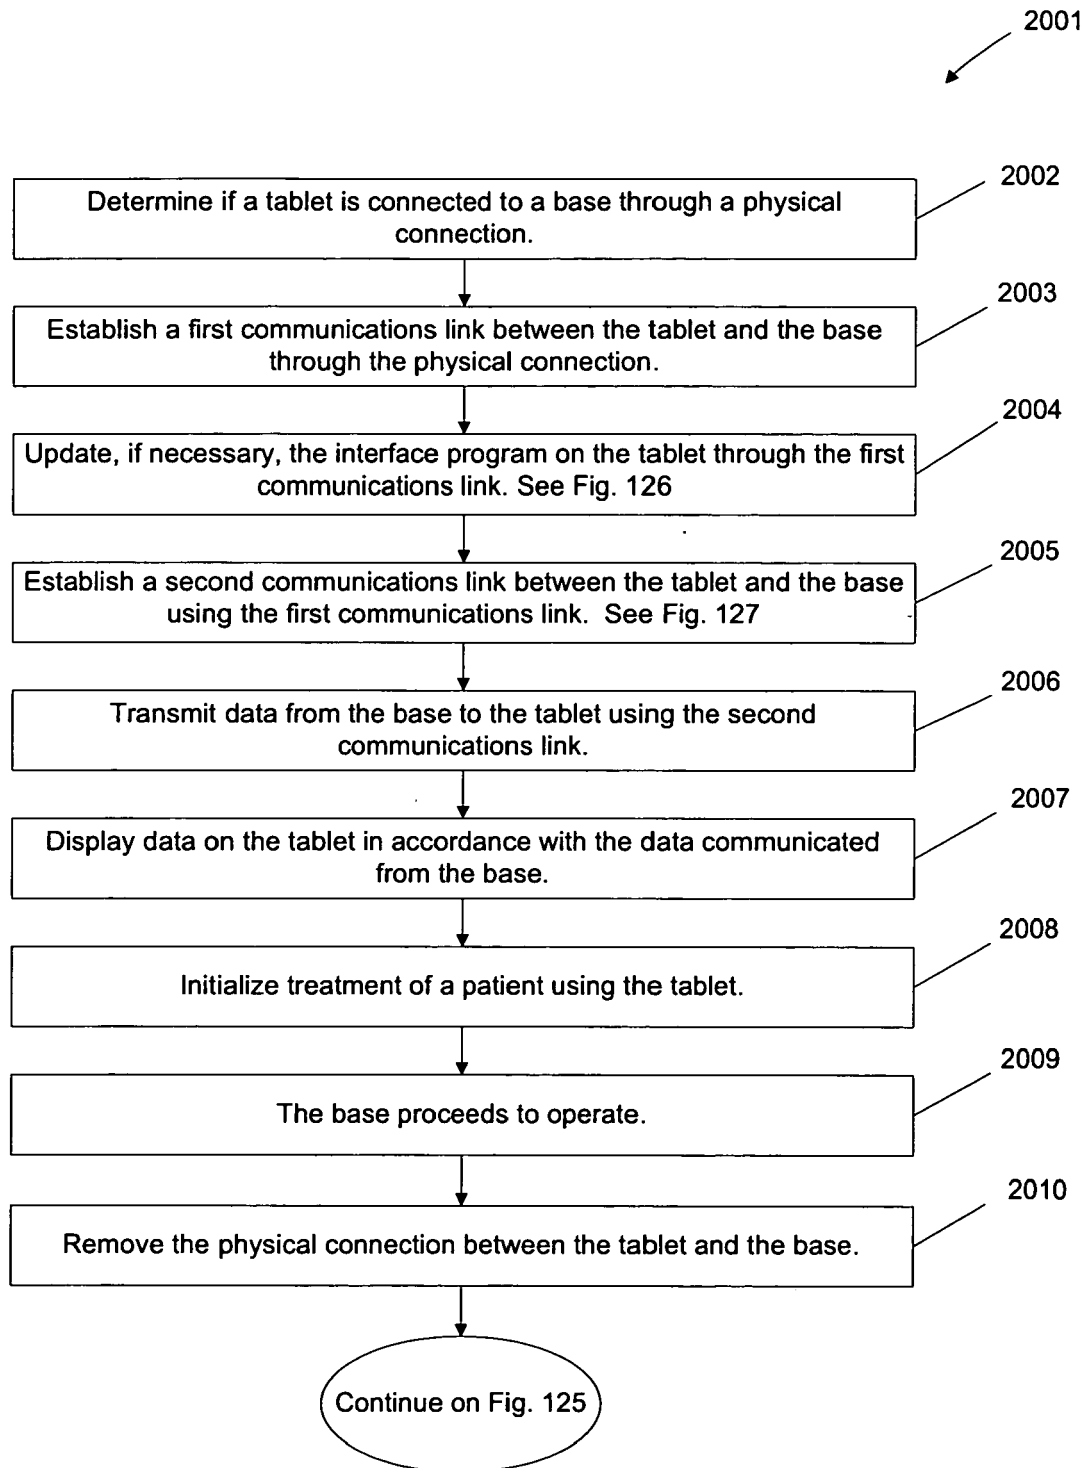 2001
2002
Determine if a tablet is connected to a base through a physical
connection.
2003
Establish a first communications link between the tablet and the base
through the physical connection.
2004
Update, if necessary, the interface program on the tablet through the first
communications link. See Fig. 126
2005
Establish a second communications link between the tablet and the base
using the first communications link. See Fig. 127
2006
Transmit data from the base to the tablet using the second
communications link.
2007
Display data on the tablet in accordance with the data communicated
from the base.
2008
Initialize treatment of a patient using the tablet.
2009
The base proceeds to operate.
2010
Remove the physical connection between the tablet and the base.
Continue on Fig. 125